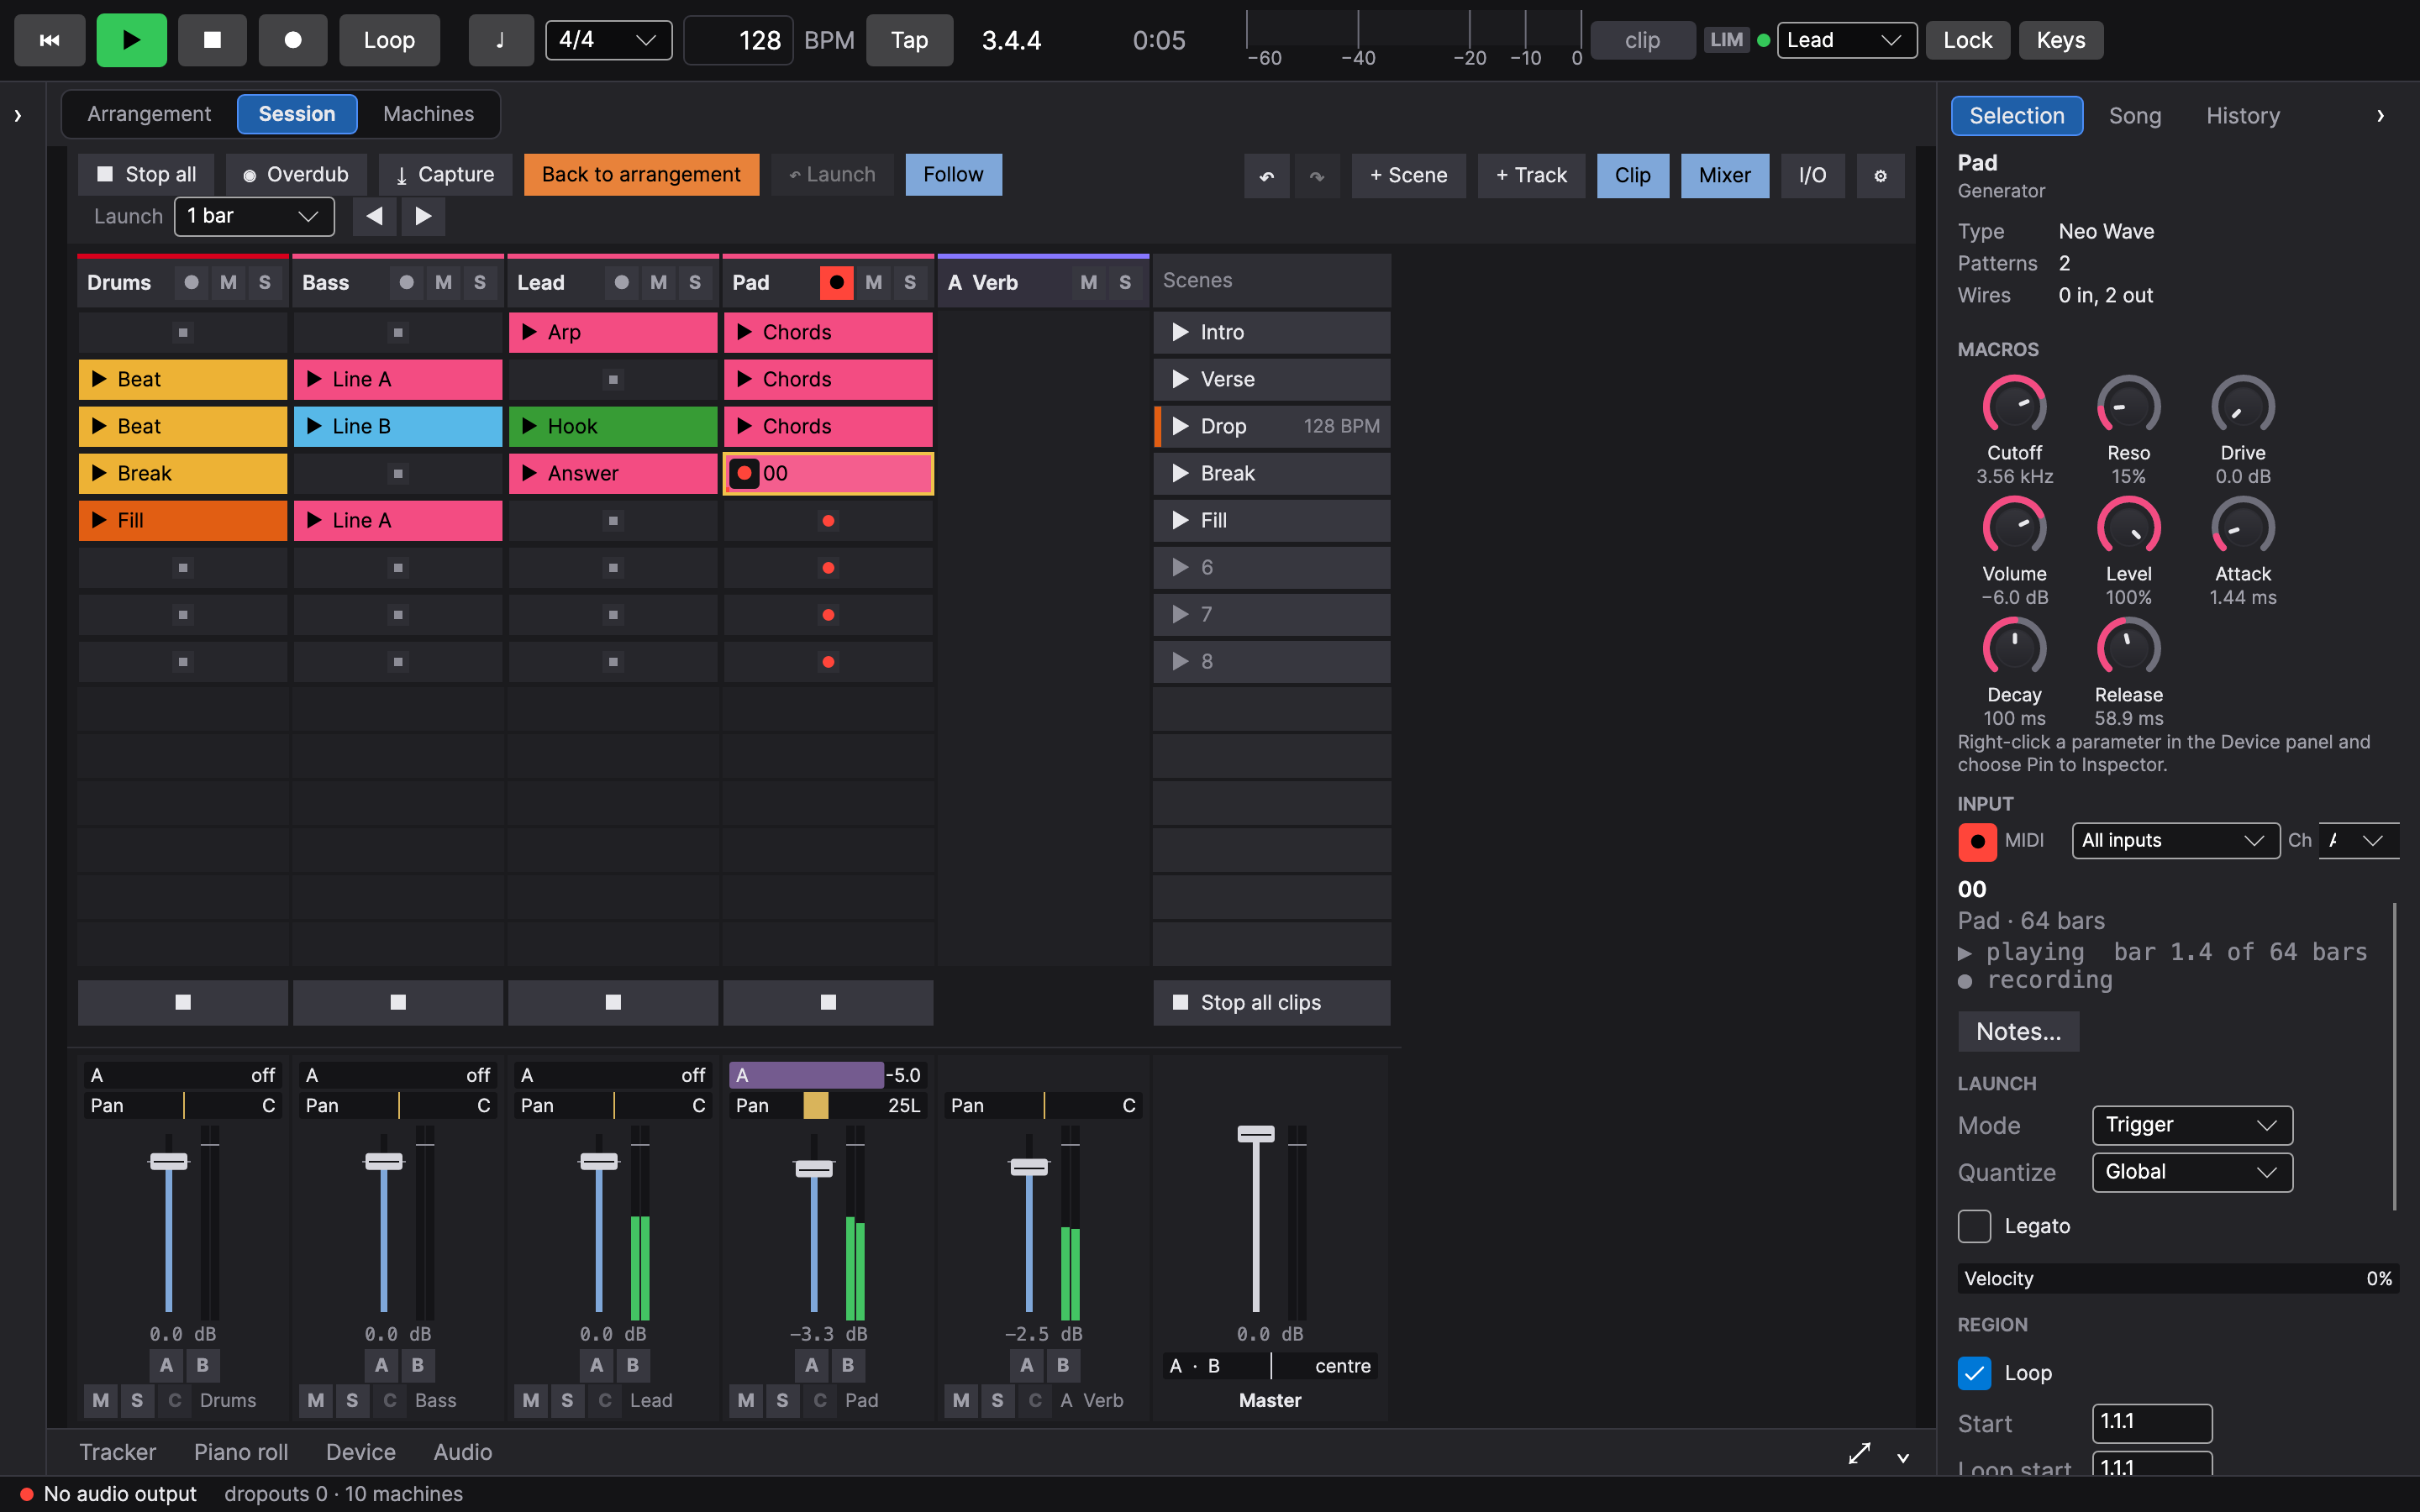 Loop 4/4 128 BPM Tap 3.4.4 0:05 −60 −40 −20 −10 0 clip LIM Lead Lock Keys
Arrangement Session Machines
Selection Song History
Stop all Overdub Capture Back to arrangement Launch Follow + Scene + Track Clip Mixer I/O
Launch 1 bar
Drums M S Bass M S Lead M S Pad M S A Verb M S Scenes
Arp Chords Intro
Beat Line A Chords Verse
Beat Line B Hook Chords Drop 128 BPM
Break Answer 00 Break
Fill Line A Fill
6
7
8
Stop all clips
A off A off A off A -5.0
Pan C Pan C Pan C Pan 25L Pan C
0.0 dB 0.0 dB 0.0 dB −3.3 dB −2.5 dB 0.0 dB
A B A B A B A B A B A · B centre
M S C Drums M S C Bass M S C Lead M S C Pad M S C A Verb Master
Pad
Generator
Type Neo Wave
Patterns 2
Wires 0 in, 2 out
MACROS
Cutoff Reso Drive
3.56 kHz 15% 0.0 dB
Volume Level Attack
−6.0 dB 100% 1.44 ms
Decay Release
100 ms 58.9 ms
Right-click a parameter in the Device panel and
choose Pin to Inspector.
INPUT
MIDI All inputs Ch
00
Pad · 64 bars
playing bar 1.4 of 64 bars
recording
Notes...
LAUNCH
Mode Trigger
Quantize Global
Legato
Velocity 0%
REGION
Loop
Start 1.1.1
Loop start 1.1.1
Tracker Piano roll Device Audio
No audio output dropouts 0 · 10 machines